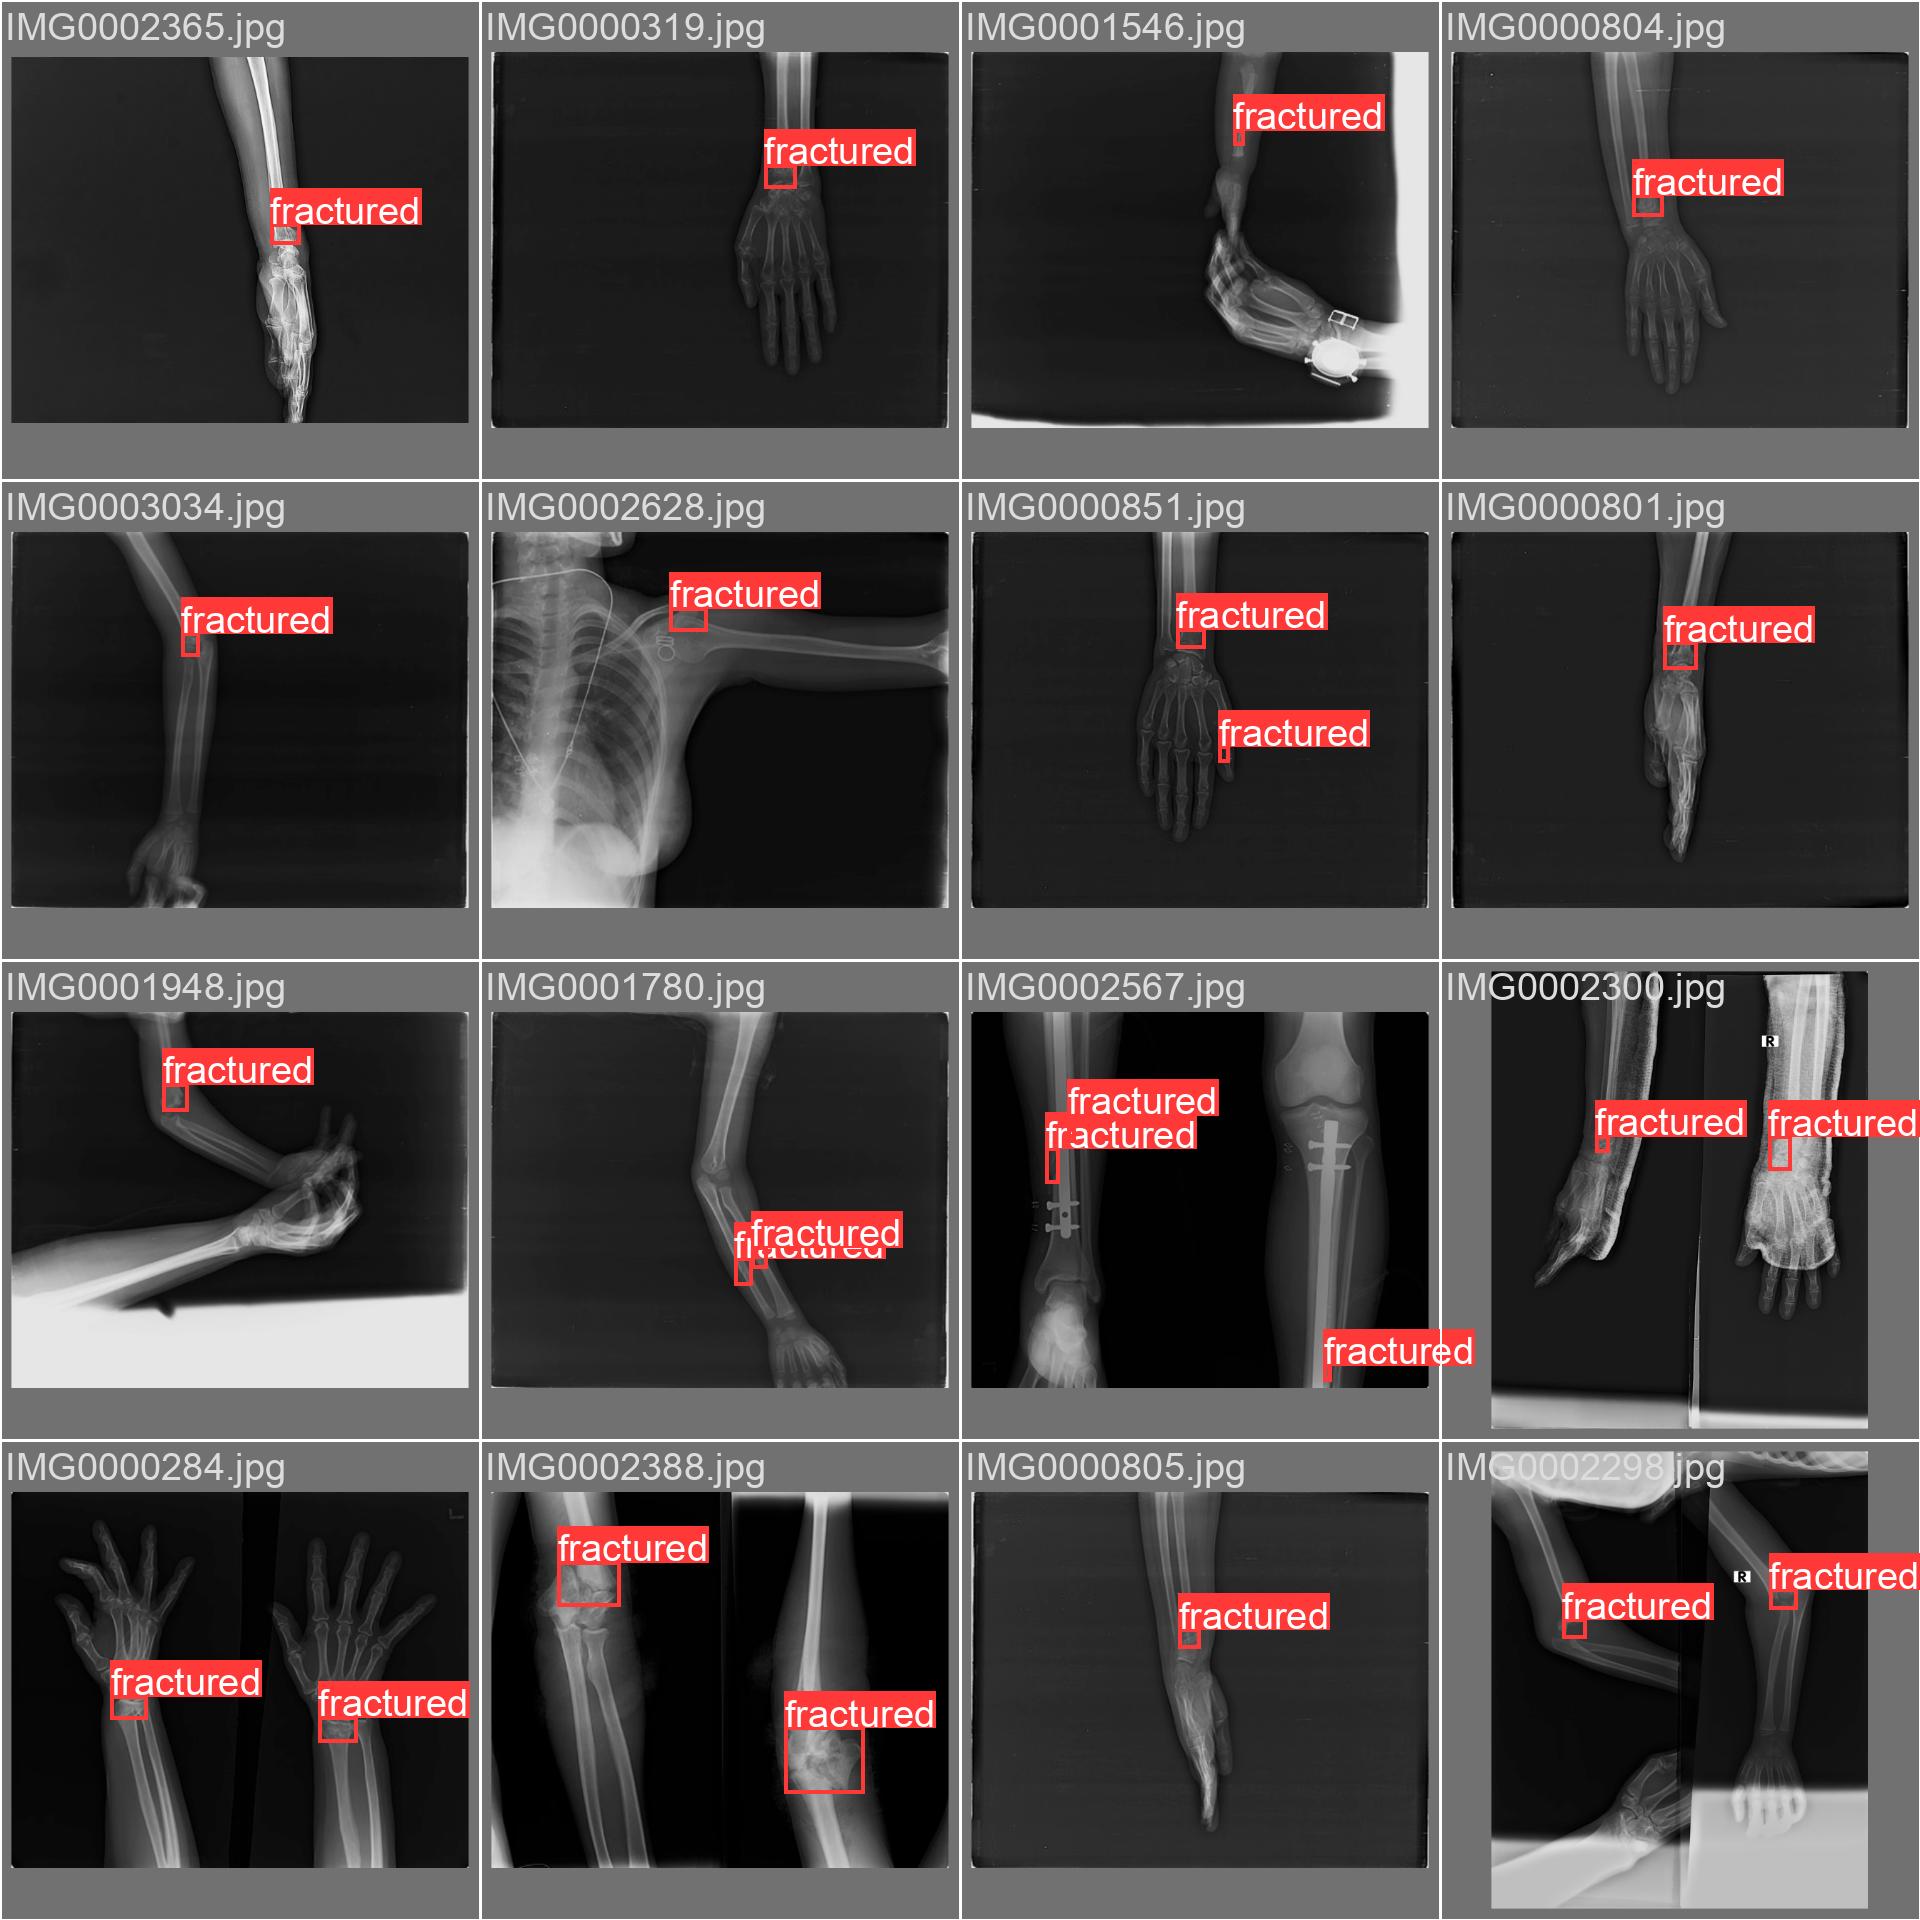 IMG0002365.jpg
fractured
IMG0000319.jpg
fractured
IMG0001546.jpg
fractured
IMG0000804.jpg
fractured
IMG0003034.jpg
fractured
IMG0002628.jpg
fractured
IMG0000851.jpg
fractured
fractured
IMG0000801.jpg
fractured
IMG0001948.jpg
fractured
IMG0001780.jpg
fractured
fractured
IMG0002567.jpg
fractured
fractured
fractured
IMG0002300.jpg
R
fractured
fractured
IMG0000284.jpg
L
fractured
fractured
IMG0002388.jpg
fractured
fractured
IMG0000805.jpg
fractured
IMG0002298.jpg
R
fractured
fractured